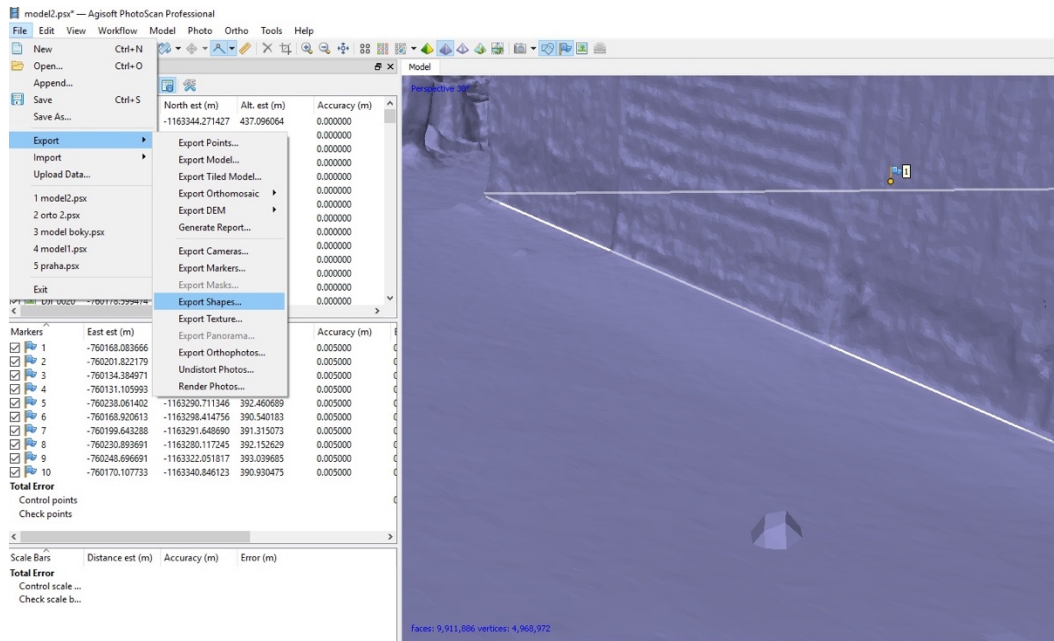 model2.psx* — Agisoft PhotoScan Professional
File Edit View Workflow Model Photo Ortho Tools Help
New Ctrl+N
Open... Ctrl+O
Append...
Save Ctrl+S
Save As...
Export
Import
Upload Data...
1 model2.psx
2 orto 2.psx
3 model boky.psx
4 model1.psx
5 praha.psx
Exit
Export Points...
Export Model...
Export Tiled Model...
Export Orthomosaic
Export DEM
Generate Report...
Export Cameras...
Export Markers...
Export Masks...
Export Shapes...
Export Texture...
Export Panorama...
Export Orthophotos...
Undistort Photos...
Render Photos...
North est (m) Alt. est (m) Accuracy (m)
-1163344.271427 437.096064 0.000000
0.000000
0.000000
0.000000
0.000000
0.000000
0.000000
0.000000
0.000000
0.000000
0.000000
0.000000
0.000000
0.000000
Markers East est (m) Accuracy (m)
1 -760168.083666 0.005000
2 -760201.822179 0.005000
3 -760134.384971 0.005000
4 -760131.105993 0.005000
5 -760238.061402 -1163290.711346 392.460689 0.005000
6 -760168.920613 -1163298.414756 390.540183 0.005000
7 -760199.643288 -1163291.648690 391.315073 0.005000
8 -760230.893691 -1163280.117245 392.152629 0.005000
9 -760248.696691 -1163322.051817 393.039685 0.005000
10 -760170.107733 -1163340.846123 390.930475 0.005000
Total Error
Control points
Check points
Scale Bars Distance est (m) Accuracy (m) Error (m)
Total Error
Control scale ...
Check scale b...
Model
Perspective 30°
1
faces: 9,911,886 vertices: 4,968,972